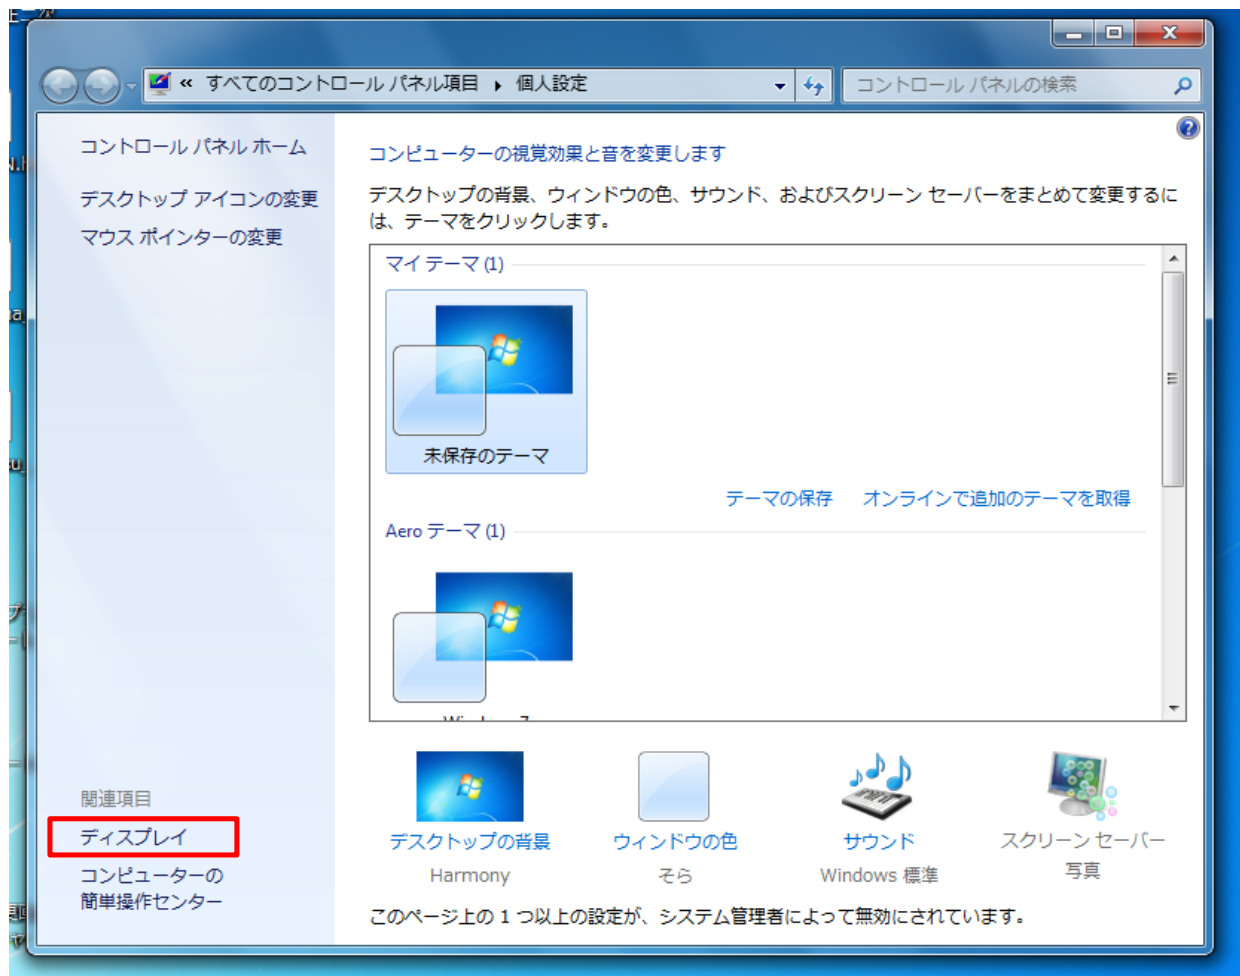 « すべてのコントロール パネル項目 ▸ 個人設定
コントロール パネルの検索
コントロール パネル ホーム
デスクトップ アイコンの変更
マウス ポインターの変更
コンピューターの視覚効果と音を変更します
デスクトップの背景、ウィンドウの色、サウンド、およびスクリーン セーバーをまとめて変更するに
は、テーマをクリックします。
マイ テーマ (1)
未保存のテーマ
テーマの保存 オンラインで追加のテーマを取得
Aero テーマ (1)
関連項目
ディスプレイ
コンピューターの
簡単操作センター
デスクトップの背景
Harmony
ウィンドウの色
そら
サウンド
Windows 標準
スクリーン セーバー
写真
このページ上の 1 つ以上の設定が、システム管理者によって無効にされています。